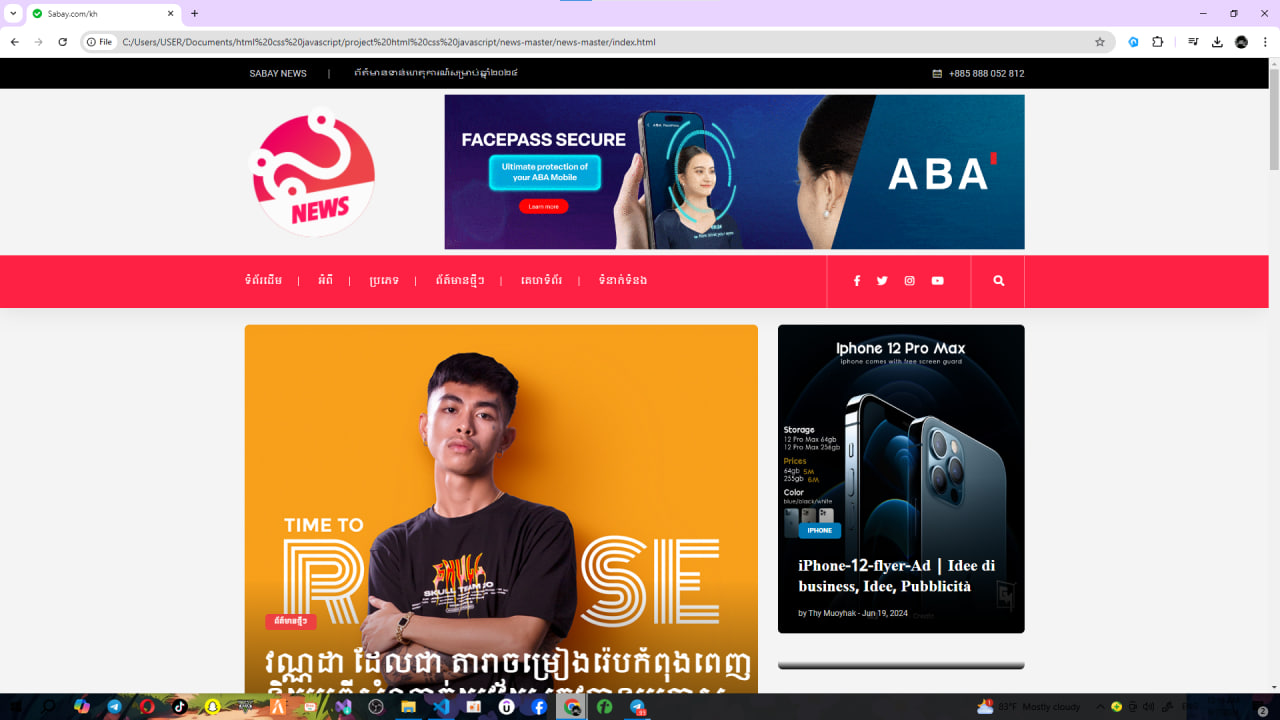 Sabay.com/kh
File
C:/Users/USER/Documents/html%20css%20javascript/project%20html%20css%20javascript/news-master/news-master/index.html
SABAY NEWS | ព័ត៌មានទាន់ហេតុការណ៍សម្រាប់ឆ្នាំ២០២៤
+885 888 052 812
NEWS
FACEPASS SECURE
Ultimate protection of
your ABA Mobile
Learn more
ABA
ទំព័រដើម | អំពី | ប្រភេទ | ព័ត៌មានថ្មីៗ | គេហទំព័រ | ទំនាក់ទំនង
TIME TO
R SE
SKULL
ព័ត៌មានថ្មីៗ
វណ្ណដា ដែលជា តារាចម្រៀងរ៉េបកំពុងពេញ
Iphone 12 Pro Max
Iphone comes with free screen guard
Storage
12 Pro Max 64gb
12 Pro Max 256gb
Prices
64gb 5M
255gb 6M
Color
blue/black/white
IPHONE
iPhone-12-flyer-Ad | Idee di
business, Idee, Pubblicità
by Thy Muoyhak - Jun 19, 2024
83°F Mostly cloudy
ENG